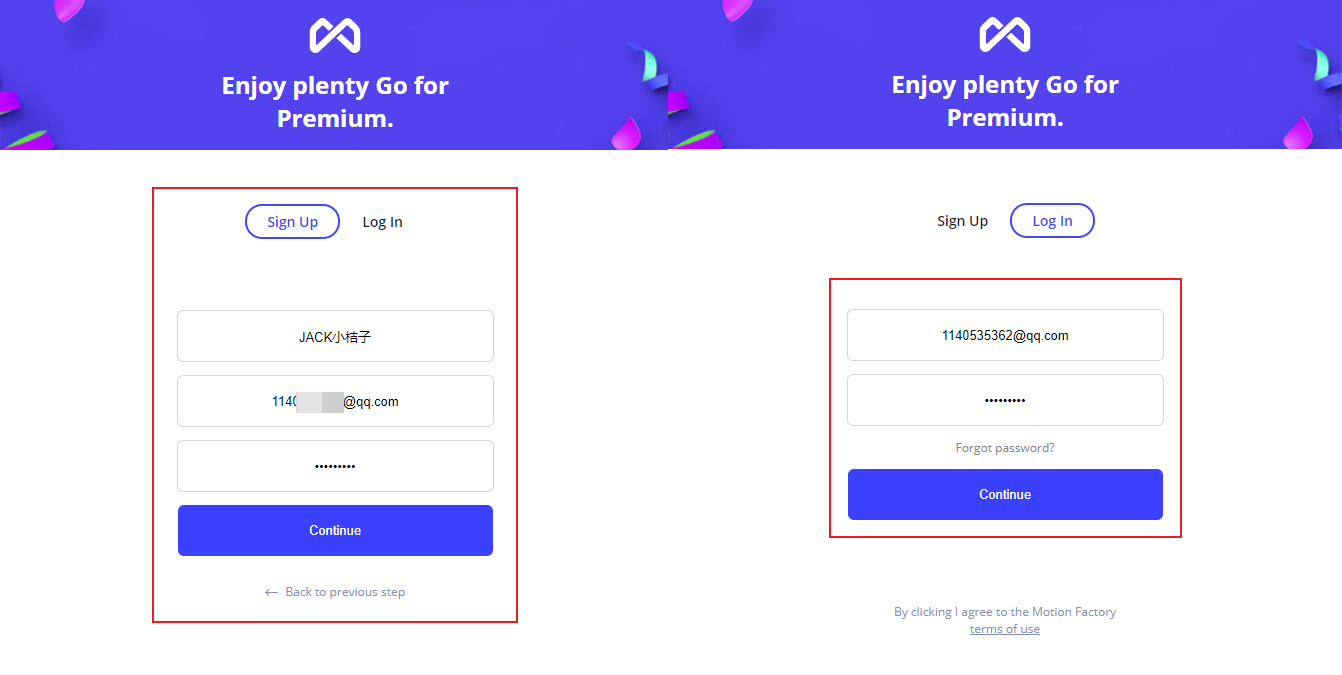 Enjoy plenty Go for
Premium.
Sign Up
Log In
JACK小桔子
1140
@qq.com
•••••••••
Continue
← Back to previous step
Enjoy plenty Go for
Premium.
Sign Up
Log In
1140535362@qq.com
•••••••••
Forgot password?
Continue
By clicking I agree to the Motion Factory
terms of use